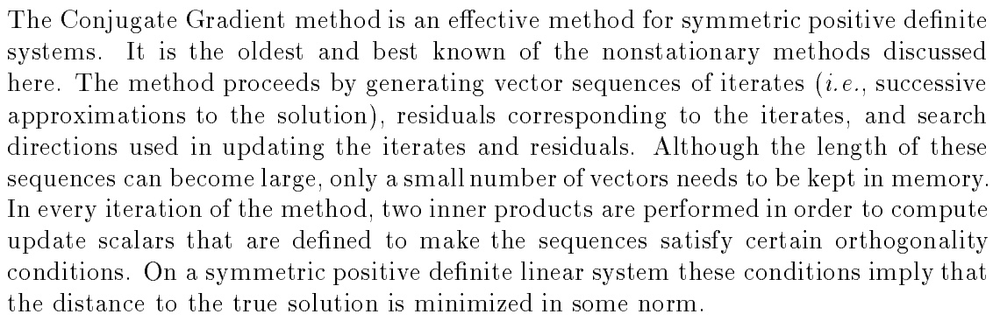 The Conjugate Gradient method is an effective method for symmetric positive definite
systems. It is the oldest and best known of the nonstationary methods discussed
here. The method proceeds by generating vector sequences of iterates (i.e., successive
approximations to the solution), residuals corresponding to the iterates, and search
directions used in updating the iterates and residuals. Although the length of these
sequences can become large, only a small number of vectors needs to be kept in memory.
In every iteration of the method, two inner products are performed in order to compute
update scalars that are defined to make the sequences satisfy certain orthogonality
conditions. On a symmetric positive definite linear system these conditions imply that
the distance to the true solution is minimized in some norm.